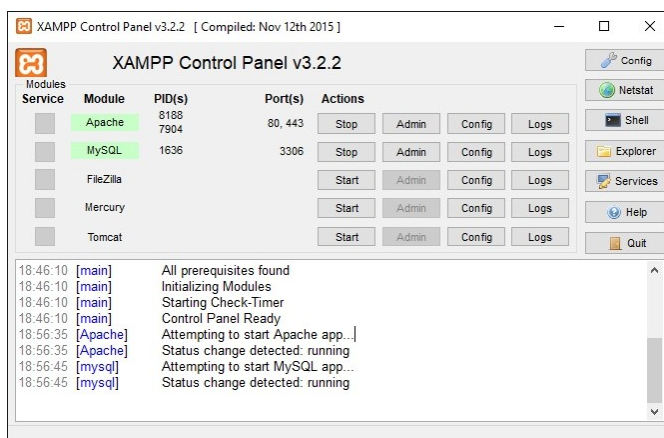 XAMPP Control Panel v3.2.2 [ Compiled: Nov 12th 2015 ]
XAMPP Control Panel v3.2.2
Config
Modules
Service Module PID(s) Port(s) Actions
Netstat
Apache 8188 7904 80, 443 Stop Admin Config Logs
Shell
MySQL 1636 3306 Stop Admin Config Logs
Explorer
FileZilla Start Admin Config Logs
Services
Mercury Start Admin Config Logs
Help
Tomcat Start Admin Config Logs
Quit
18:46:10 [main] All prerequisites found
18:46:10 [main] Initializing Modules
18:46:10 [main] Starting Check-Timer
18:46:10 [main] Control Panel Ready
18:56:35 [Apache] Attempting to start Apache app...
18:56:35 [Apache] Status change detected: running
18:56:45 [mysql] Attempting to start MySQL app...
18:56:45 [mysql] Status change detected: running